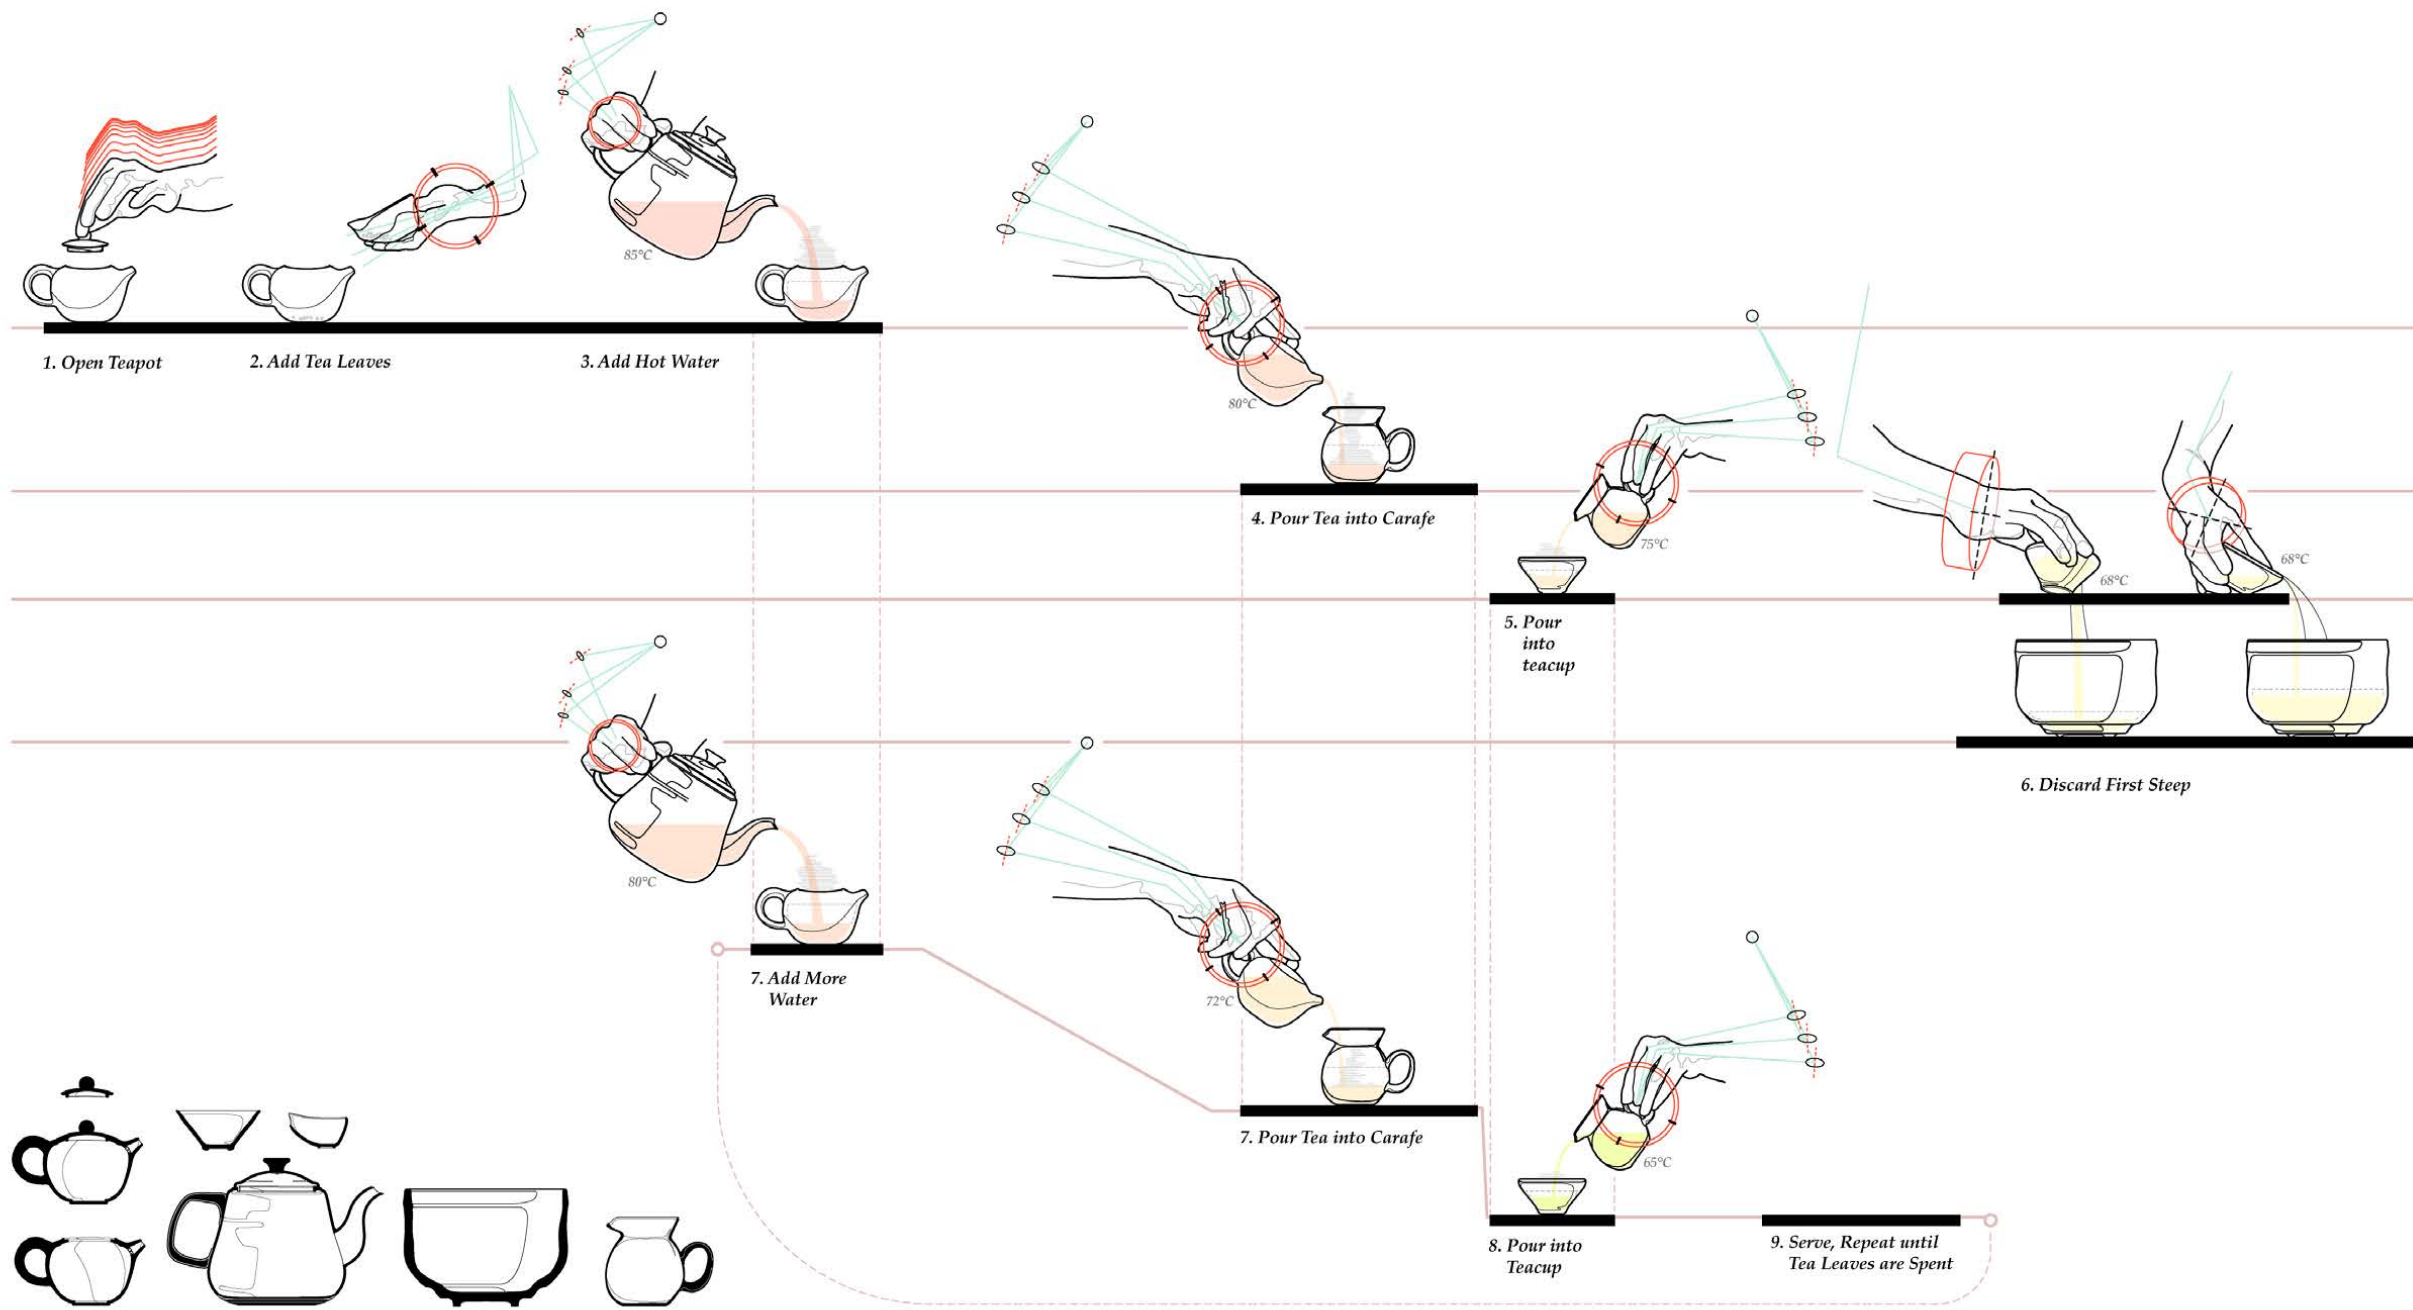 85°C
1. Open Teapot
2. Add Tea Leaves
3. Add Hot Water
80°C
4. Pour Tea into Carafe
75°C
5. Pour
into
teacup
68°C
68°C
6. Discard First Steep
80°C
7. Add More
Water
72°C
7. Pour Tea into Carafe
65°C
8. Pour into
Teacup
9. Serve, Repeat until
Tea Leaves are Spent